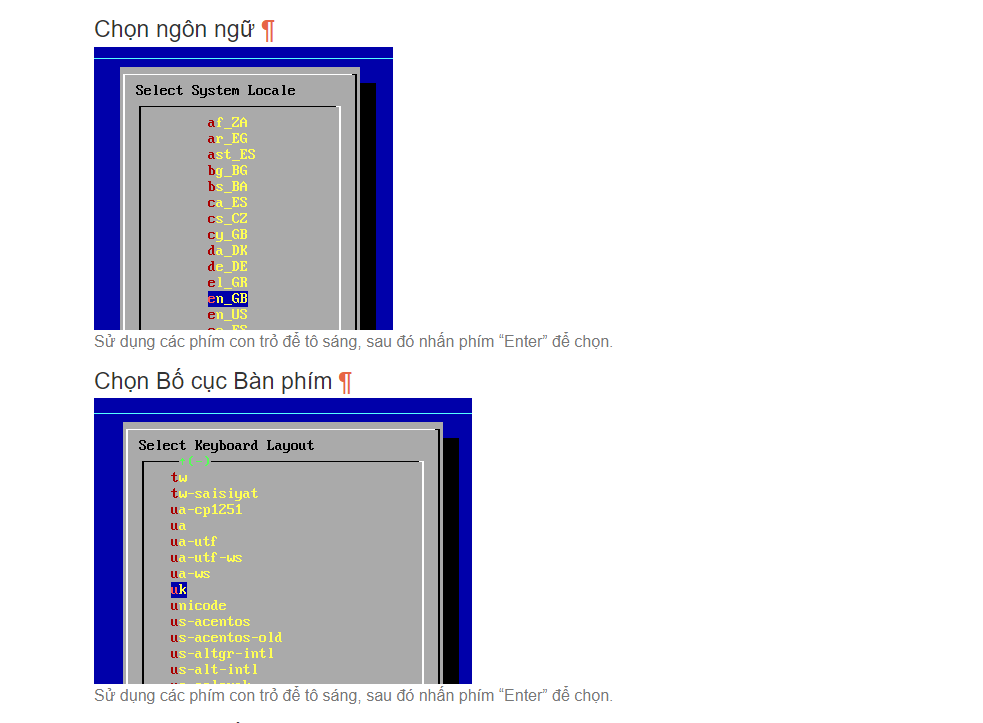 Chọn ngôn ngữ ¶
Select System Locale
af_ZA
ar_EG
ast_ES
bg_BG
bs_BA
ca_ES
cs_CZ
cy_GB
da_DK
de_DE
el_GR
en_GB
en_US
Sử dụng các phím con trỏ để tô sáng, sau đó nhấn phím “Enter” để chọn.
Chọn Bố cục Bàn phím ¶
Select Keyboard Layout
↑(-)
tw
tw-saisiyat
ua-cp1251
ua
ua-utf
ua-utf-ws
ua-ws
uk
unicode
us-acentos
us-acentos-old
us-altgr-intl
us-alt-intl
Sử dụng các phím con trỏ để tô sáng, sau đó nhấn phím “Enter” để chọn.